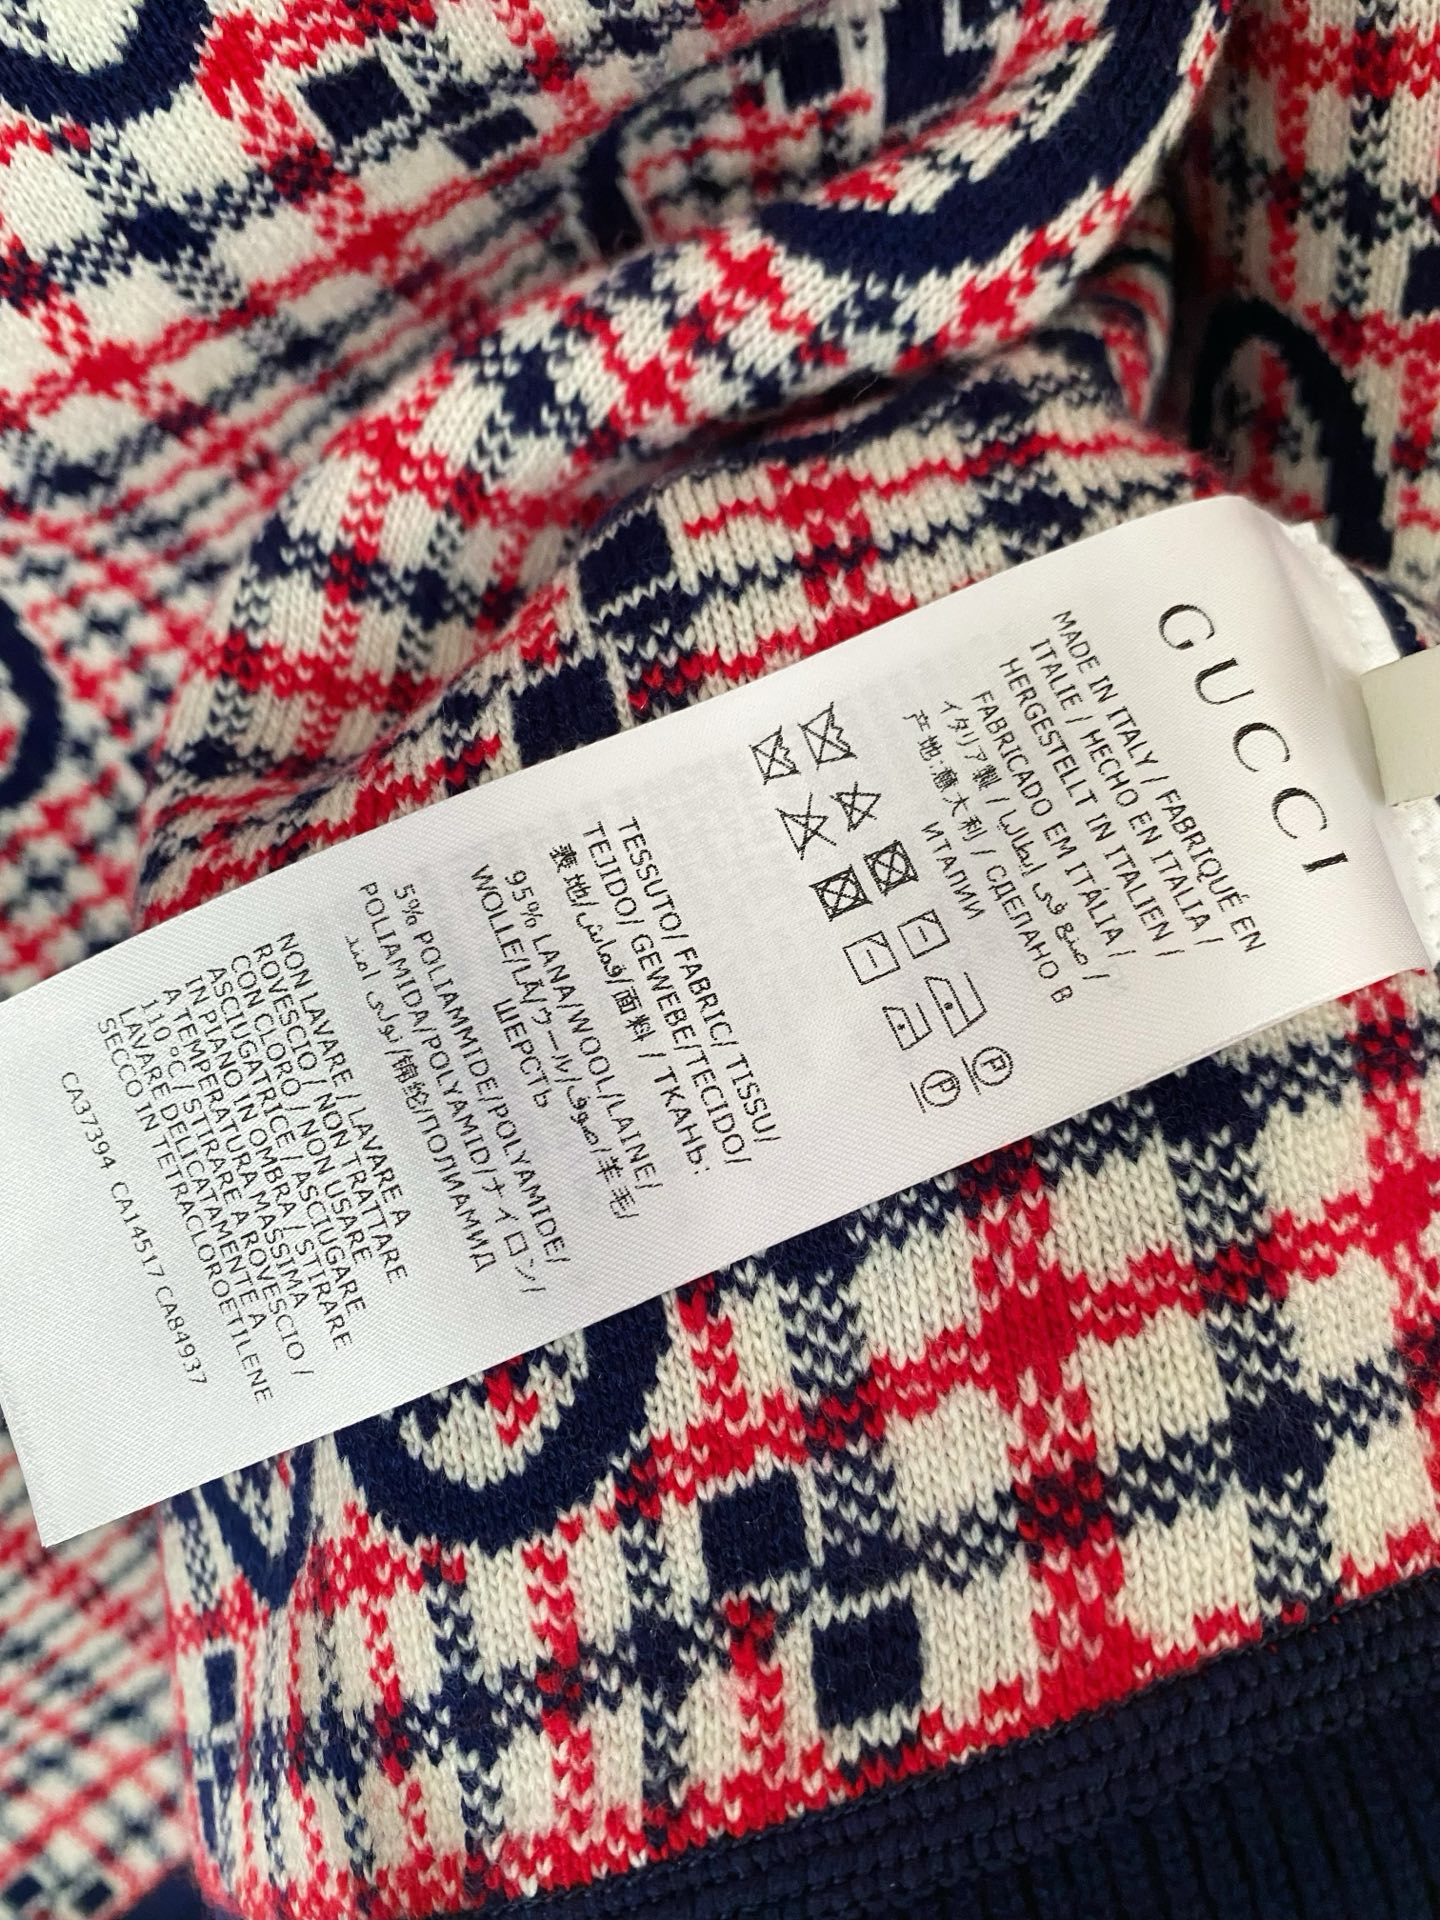 GUCCI
MADE IN ITALY / FABRIQUÉ EN
ITALIE / HECHO EN ITALIA /
HERGESTELLT IN ITALIEN /
FABRICADO EM ITÁLIA /
イタリア製 / صنع في إيطاليا /
产地:意大利 / СДЕЛАНО В
ИТАЛИИ
P P
TESSUTO/ FABRIC/ TISSU/
TEJIDO/ GEWEBE/TECIDO/
表地/قماش/面料 / ТКАНЬ:
95% LANA/WOOL/LAINE/
WOLLE/LÃ/ウール/صوف/羊毛/
ШЕРСТЬ
5% POLIAMMIDE/POLYAMIDE/
POLIAMIDA/POLYAMID/ナイロン/
锦纶/ПОЛИАМИД
NON LAVARE / LAVARE A
ROVESCIO / NON TRATTARE
CON CLORO / NON USARE
ASCIUGATRICE / ASCIUGARE
IN PIANO IN OMBRA / STIRARE
A TEMPERATURA MASSIMA
110 °C / STIRARE A ROVESCIO /
LAVARE DELICATAMENTE A
SECCO IN TETRACLOROETILENE
CA37394 CA14517 CA84937